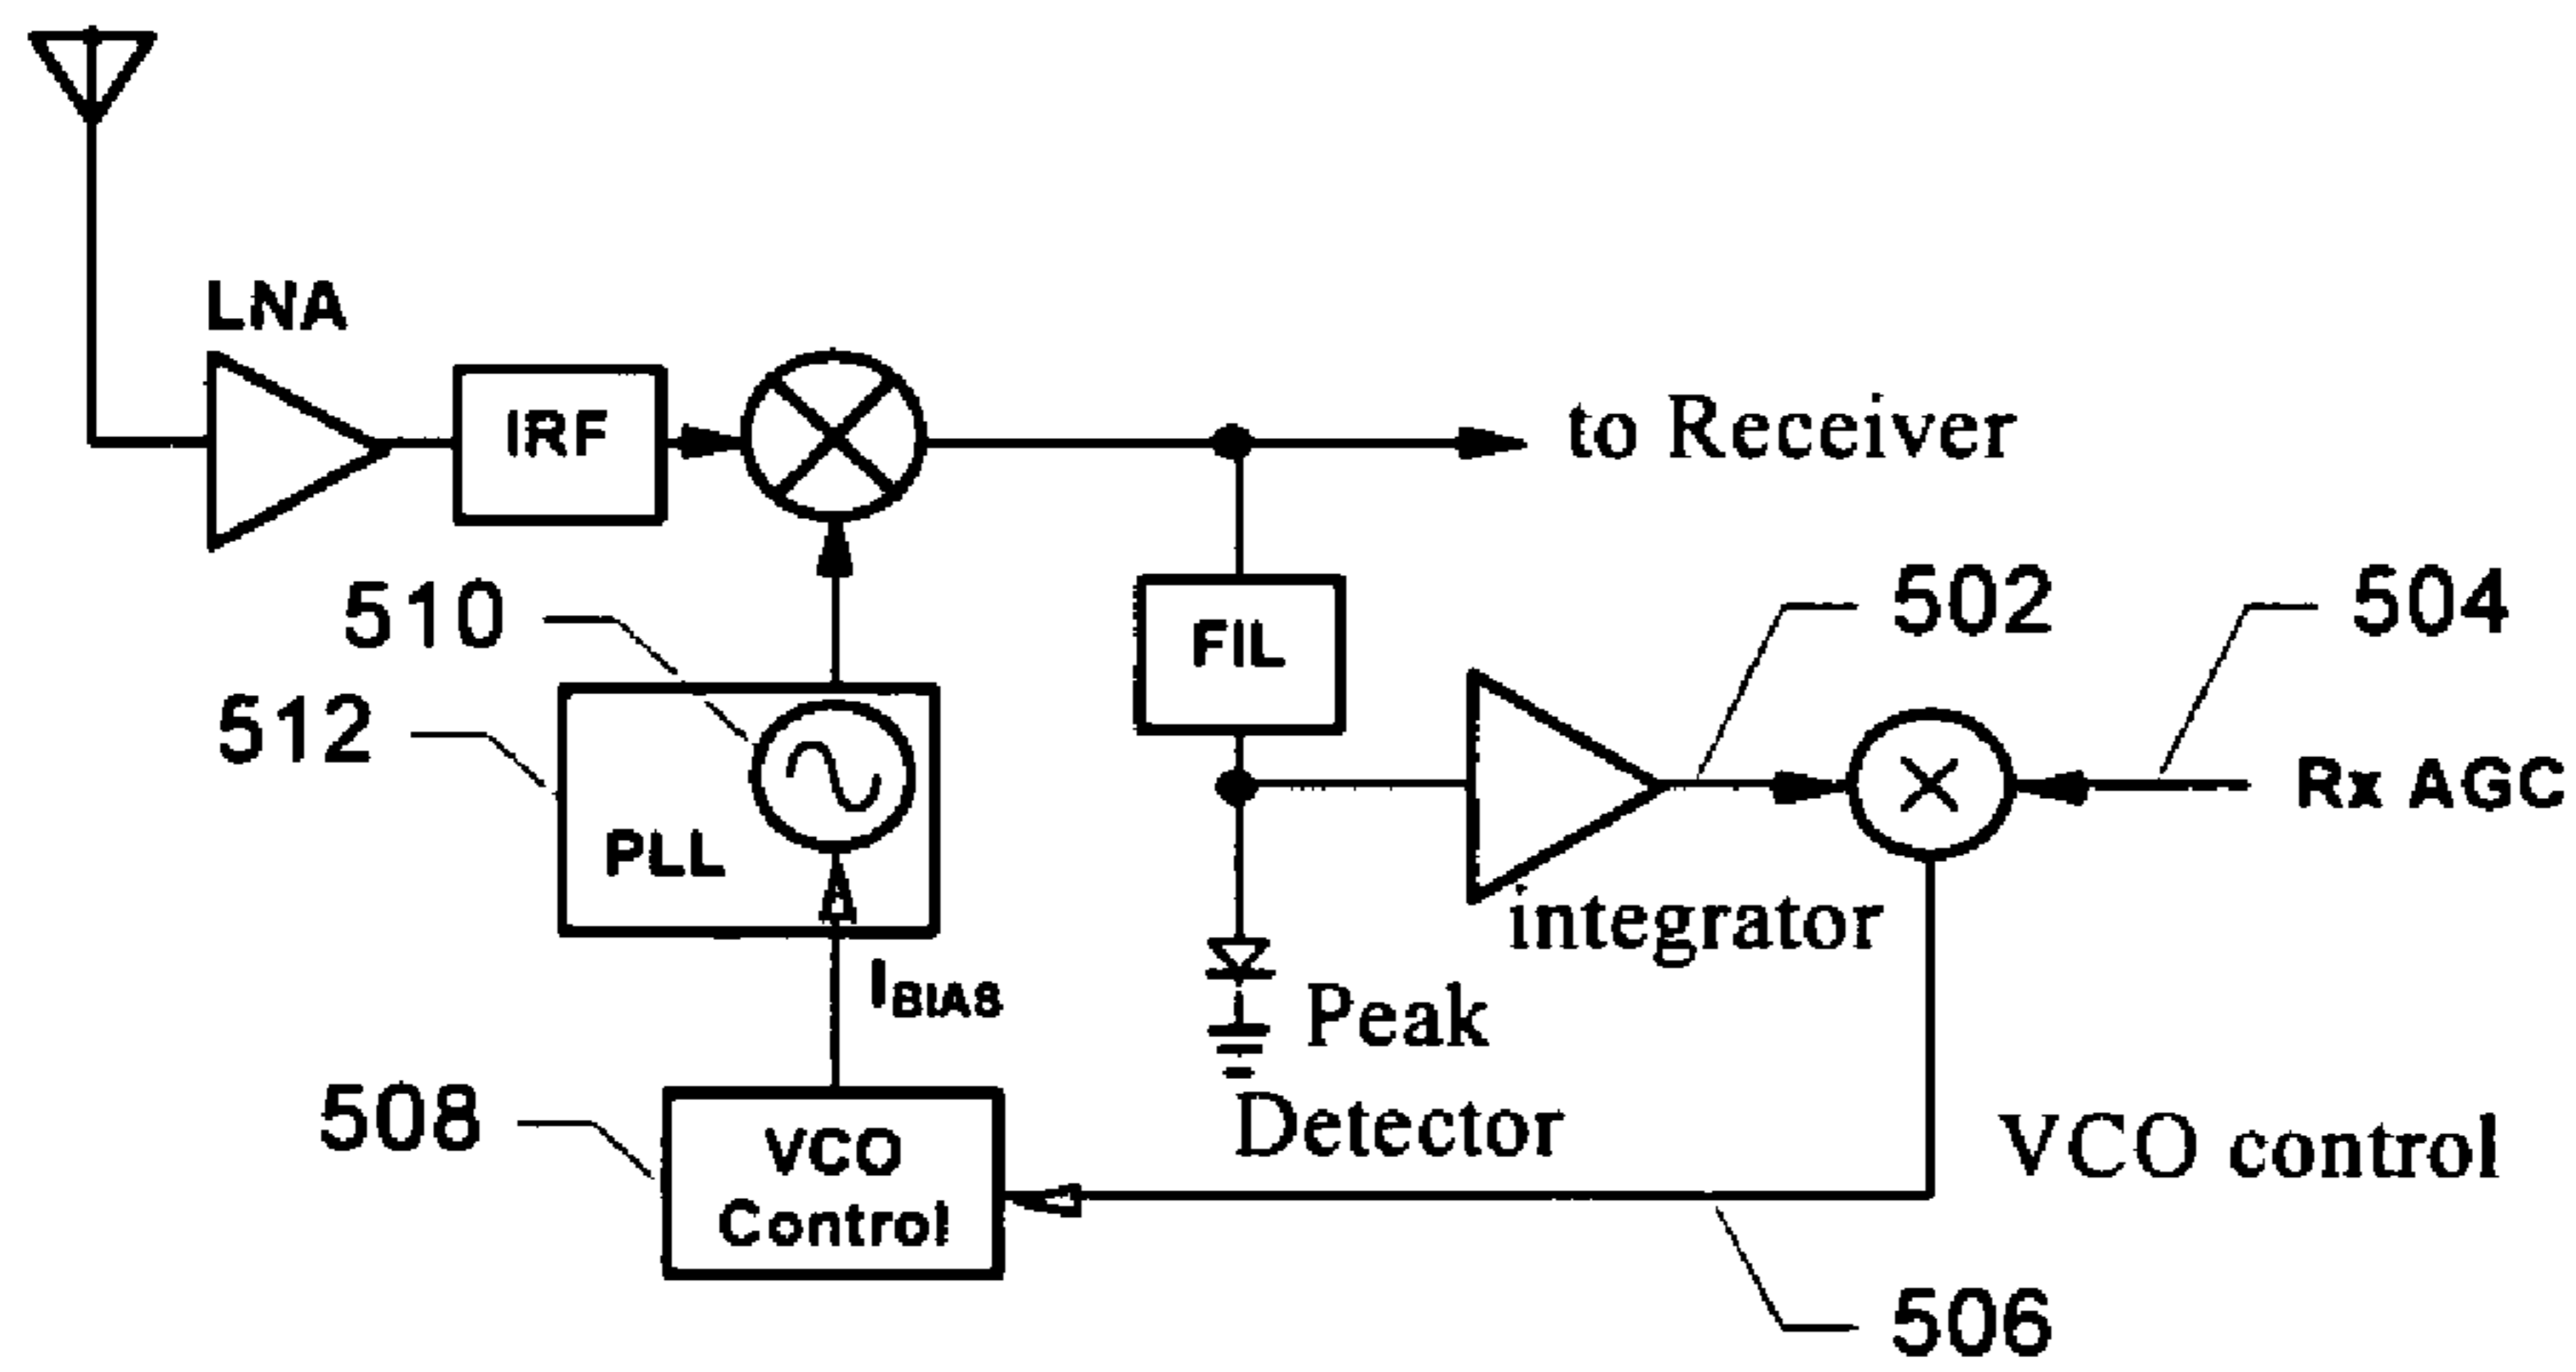 LNA
IRF
to Receiver
510
FIL
502
504
512
PLL
Rx AGC
integrator
I BIAS
Peak
Detector
508
VCO
Control
VCO control
506